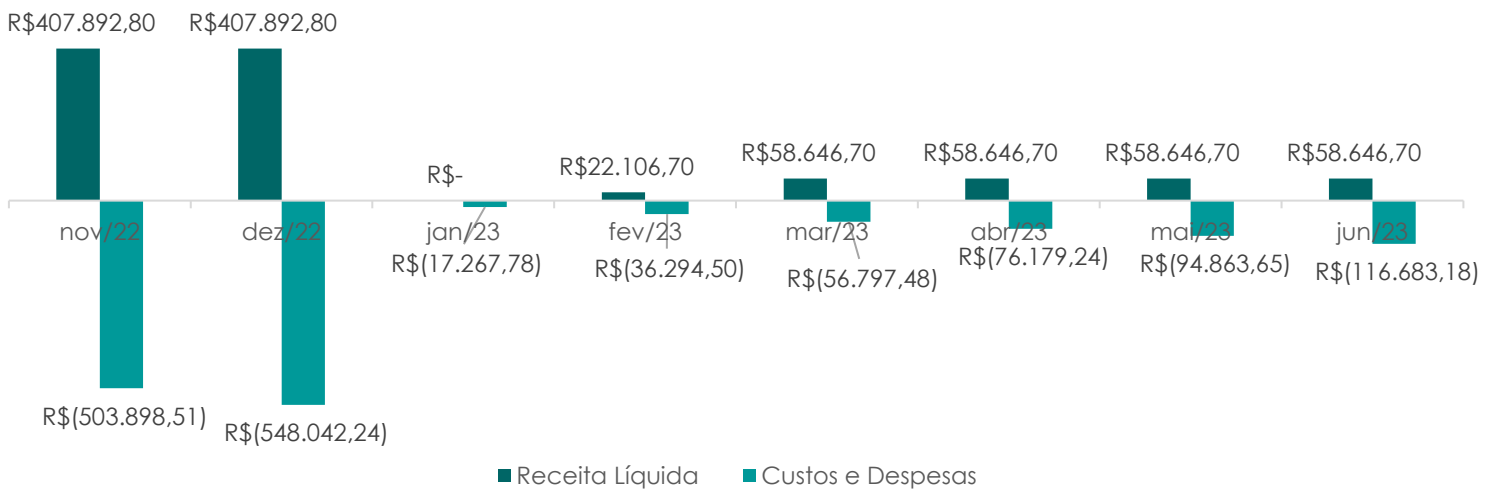 R$407.892,80 R$407.892,80
R$58.646,70 R$58.646,70 R$58.646,70 R$58.646,70
R$- R$22.106,70
nov/22 dez/22 jan/23 fev/23 mar/23 abr/23 mai/23 jun/23
R$(17.267,78) R$(36.294,50) R$(56.797,48) R$(76.179,24) R$(94.863,65) R$(116.683,18)
R$(503.898,51) R$(548.042,24)
Receita Líquida Custos e Despesas